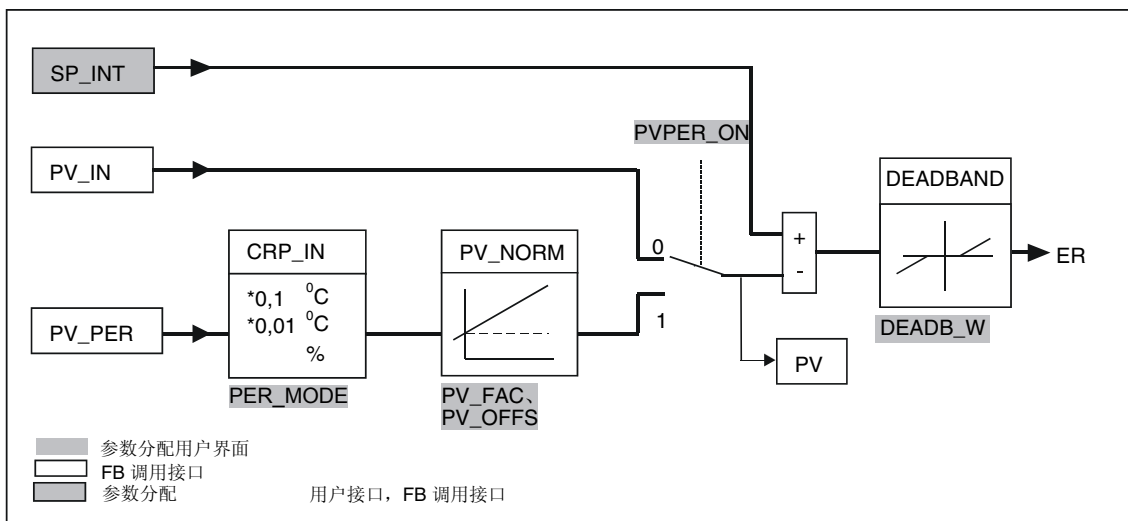 SP_INT
PVPER_ON
PV_IN
DEADBAND
CRP_IN
PV_NORM
0
+
-
ER
*0,1 ⁰C
*0,01 ⁰C
%
1
PV_PER
DEADB_W
PV
PER_MODE
PV_FAC、
PV_OFFS
参数分配用户界面
FB 调用接口
参数分配 用户接口，FB 调用接口